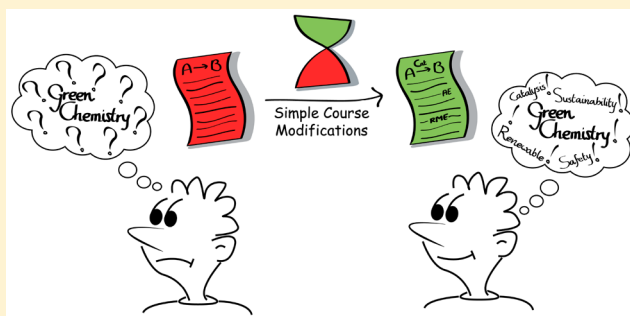 ? ? ? ?
Green
? Chemistry ?
? ? ? ?
A → B
Simple Course
Modifications
Cat
A → B
AE
RME
Catalysis!
Sustainability!
Green
Chemistry!
Renewable!
Safety!